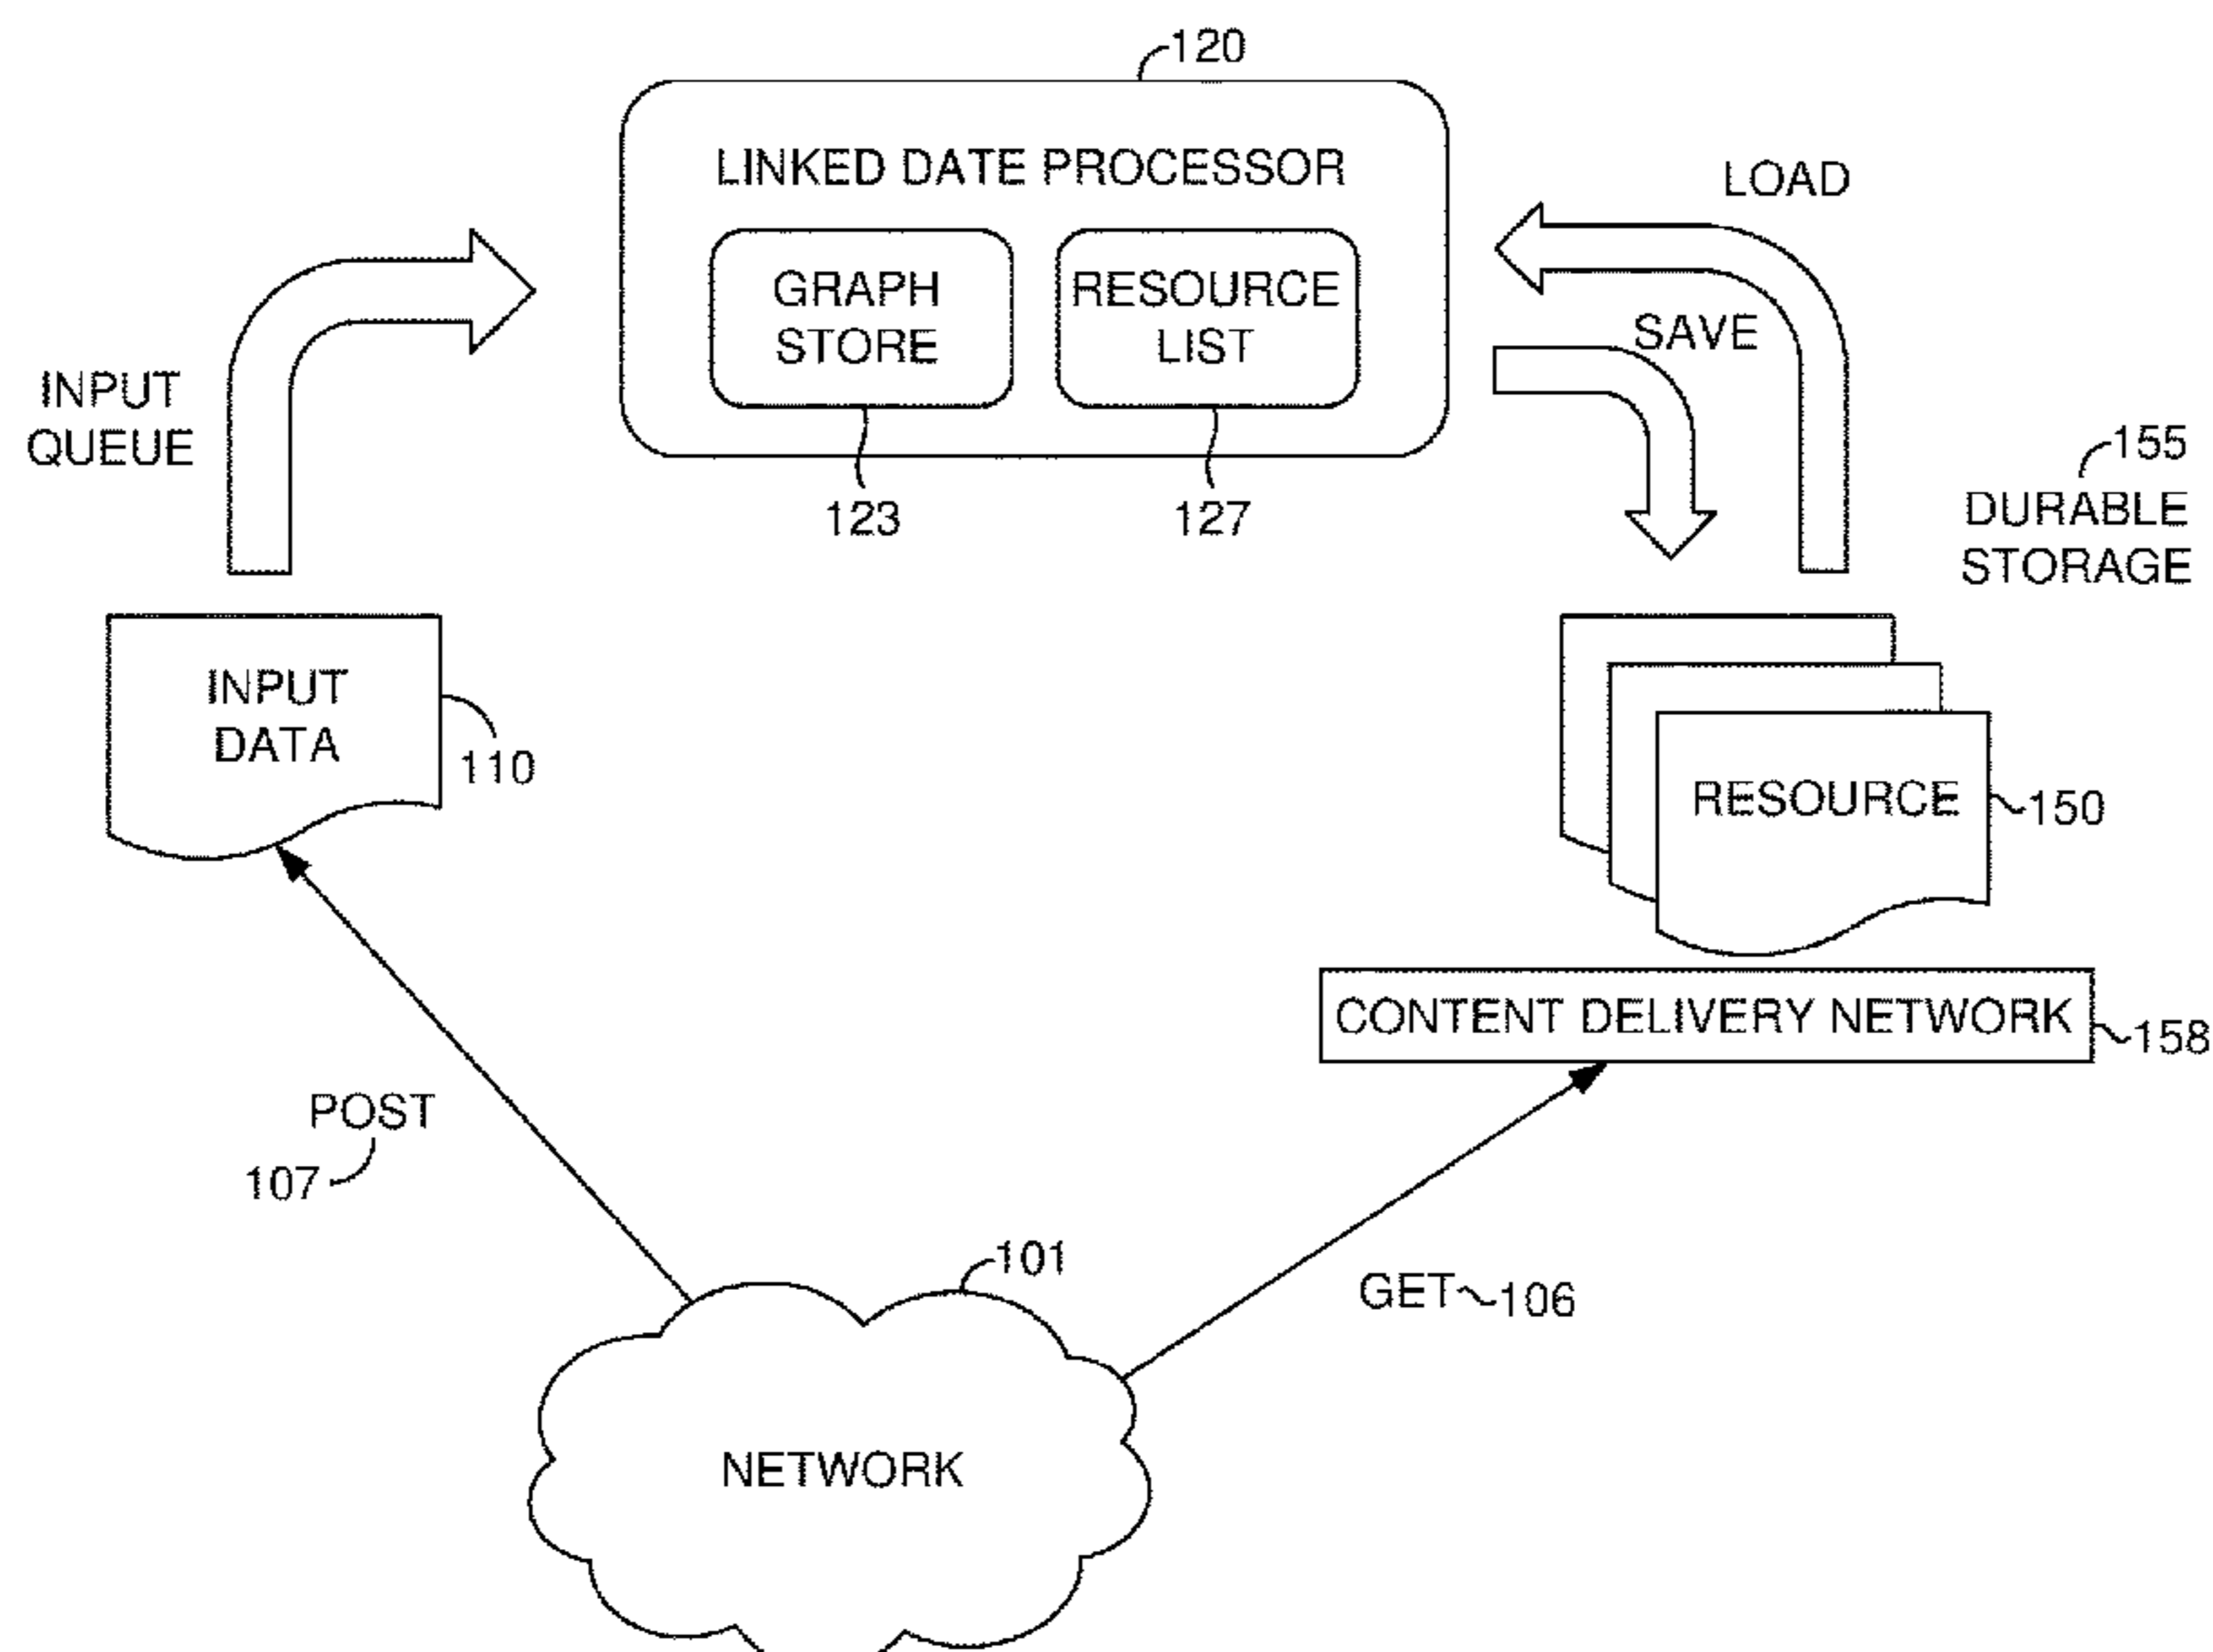 120
LINKED DATE PROCESSOR
LOAD
GRAPH
STORE
RESOURCE
LIST
SAVE
INPUT
QUEUE
123
127
155
DURABLE
STORAGE
INPUT
DATA
110
RESOURCE
150
CONTENT DELIVERY NETWORK
158
POST
107
101
GET
106
NETWORK